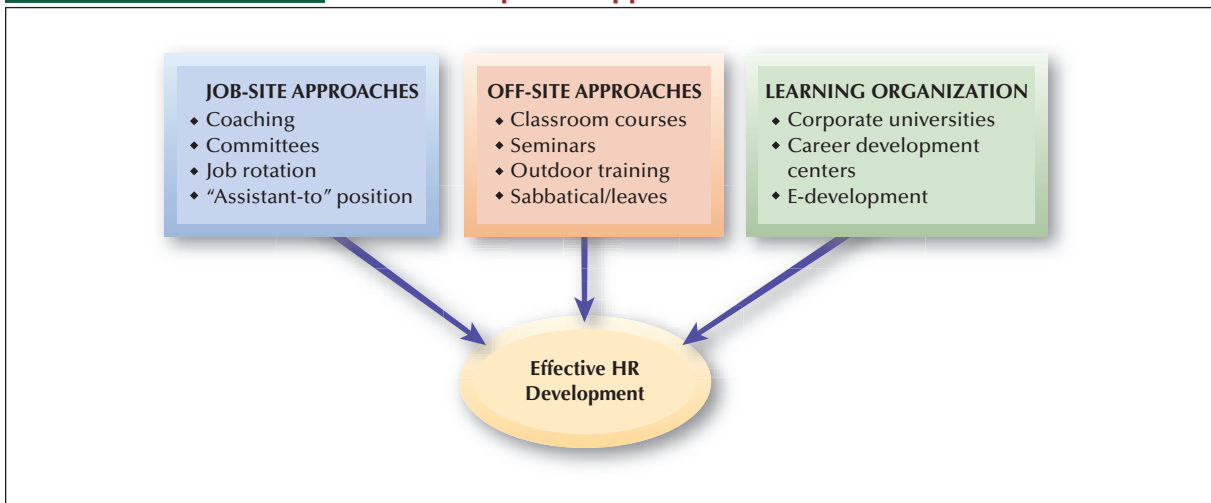 JOB-SITE APPROACHES
◆ Coaching
◆ Committees
◆ Job rotation
◆ “Assistant-to” position
OFF-SITE APPROACHES
◆ Classroom courses
◆ Seminars
◆ Outdoor training
◆ Sabbatical/leaves
LEARNING ORGANIZATION
◆ Corporate universities
◆ Career development
centers
◆ E-development
Effective HR
Development